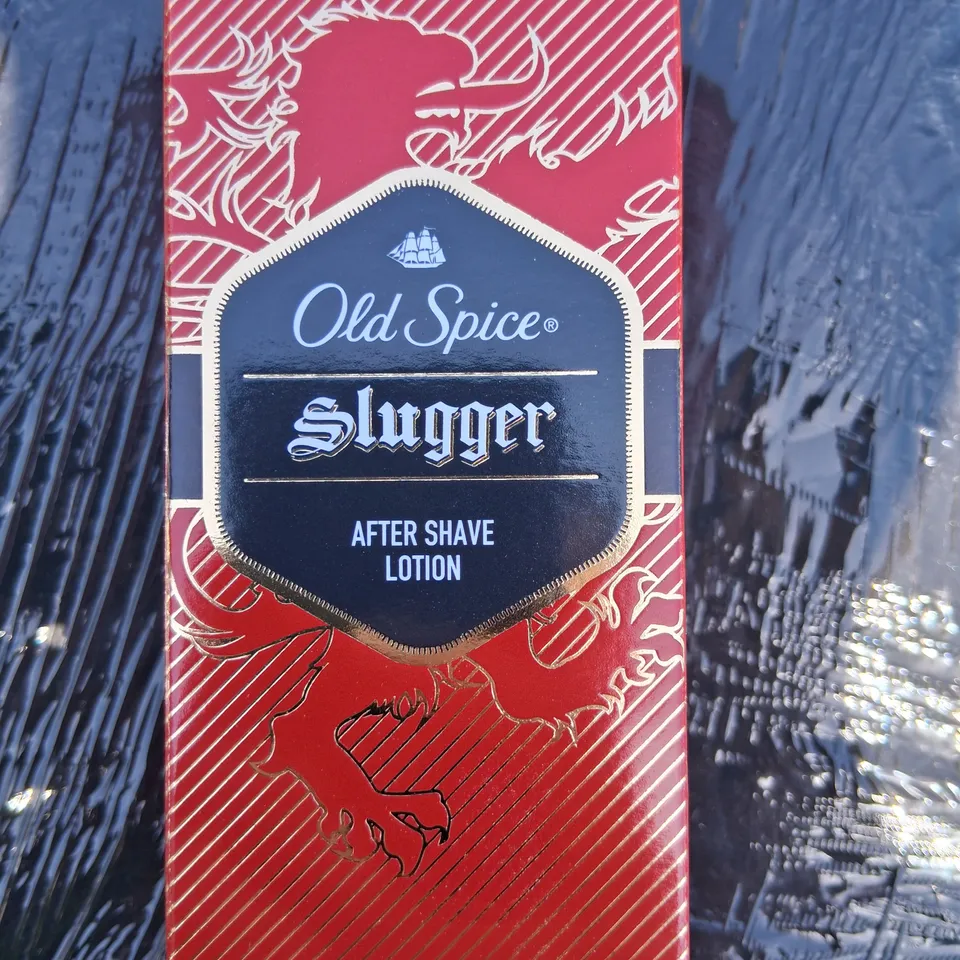 Old Spice®
Slugger
AFTER SHAVE
LOTION